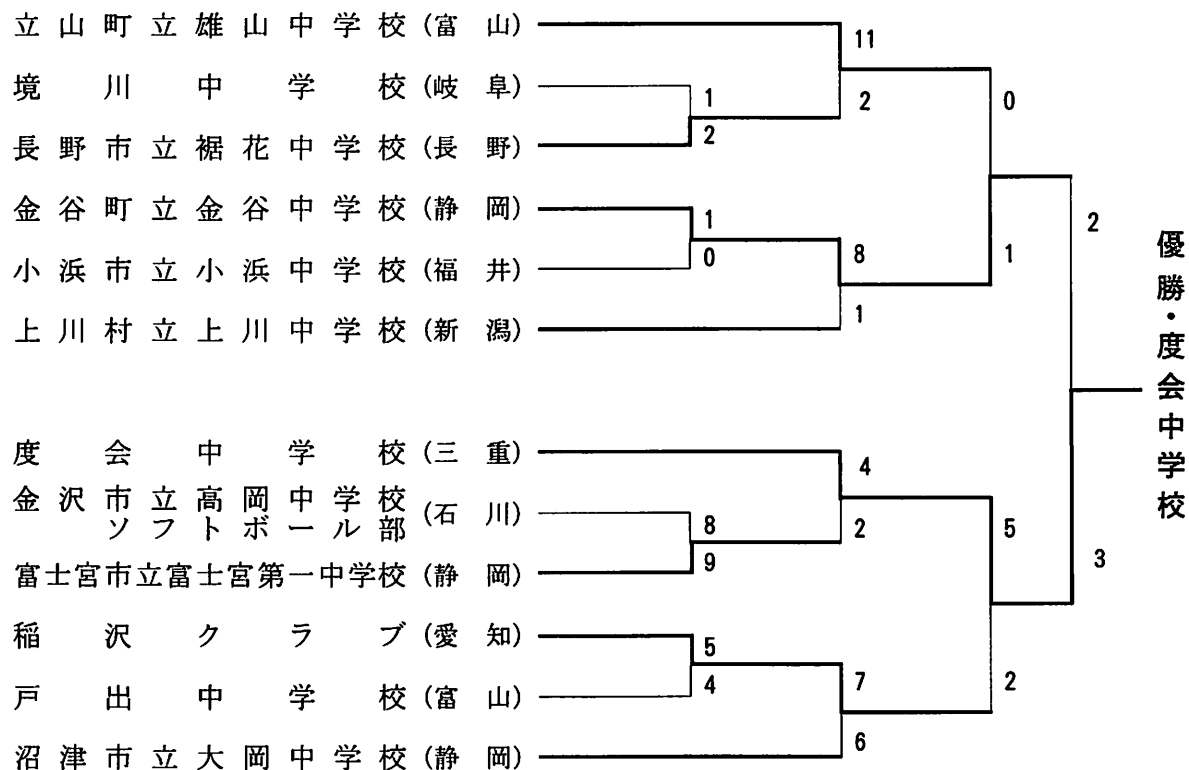 立山町立雄山中学校(富山)
境川中学校(岐阜)
長野市立裾花中学校(長野)
金谷町立金谷中学校(静岡)
小浜市立小浜中学校(福井)
上川村立上川中学校(新潟)
度会中学校(三重)
金沢市立高岡中学校
ソフトボール部(石川)
富士宮市立富士宮第一中学校(静岡)
稲沢クラブ(愛知)
戸出中学校(富山)
沼津市立大岡中学校(静岡)
1
2
1
0
8
9
5
4
11
2
8
1
4
2
7
6
0
1
5
2
2
3
優勝・度会中学校